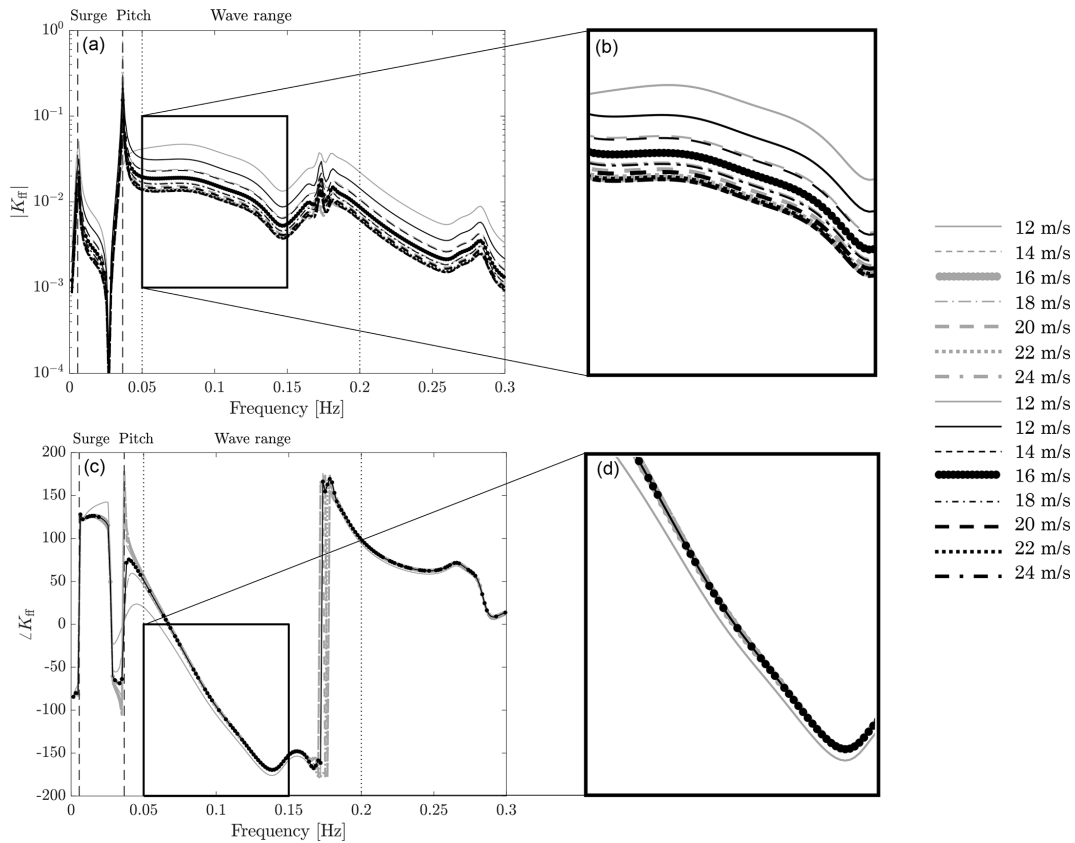 Surge Pitch Wave range
(a)
10^0
10^-1
10^-2
10^-3
10^-4
|K_ff|
0 0.05 0.1 0.15 0.2 0.25 0.3
Frequency [Hz]
(b)
12 m/s
14 m/s
16 m/s
18 m/s
20 m/s
22 m/s
24 m/s
12 m/s
12 m/s
14 m/s
16 m/s
18 m/s
20 m/s
22 m/s
24 m/s
Surge Pitch Wave range
(c)
200
150
100
50
0
-50
-100
-150
-200
∠K_ff
0 0.05 0.1 0.15 0.2 0.25 0.3
Frequency [Hz]
(d)